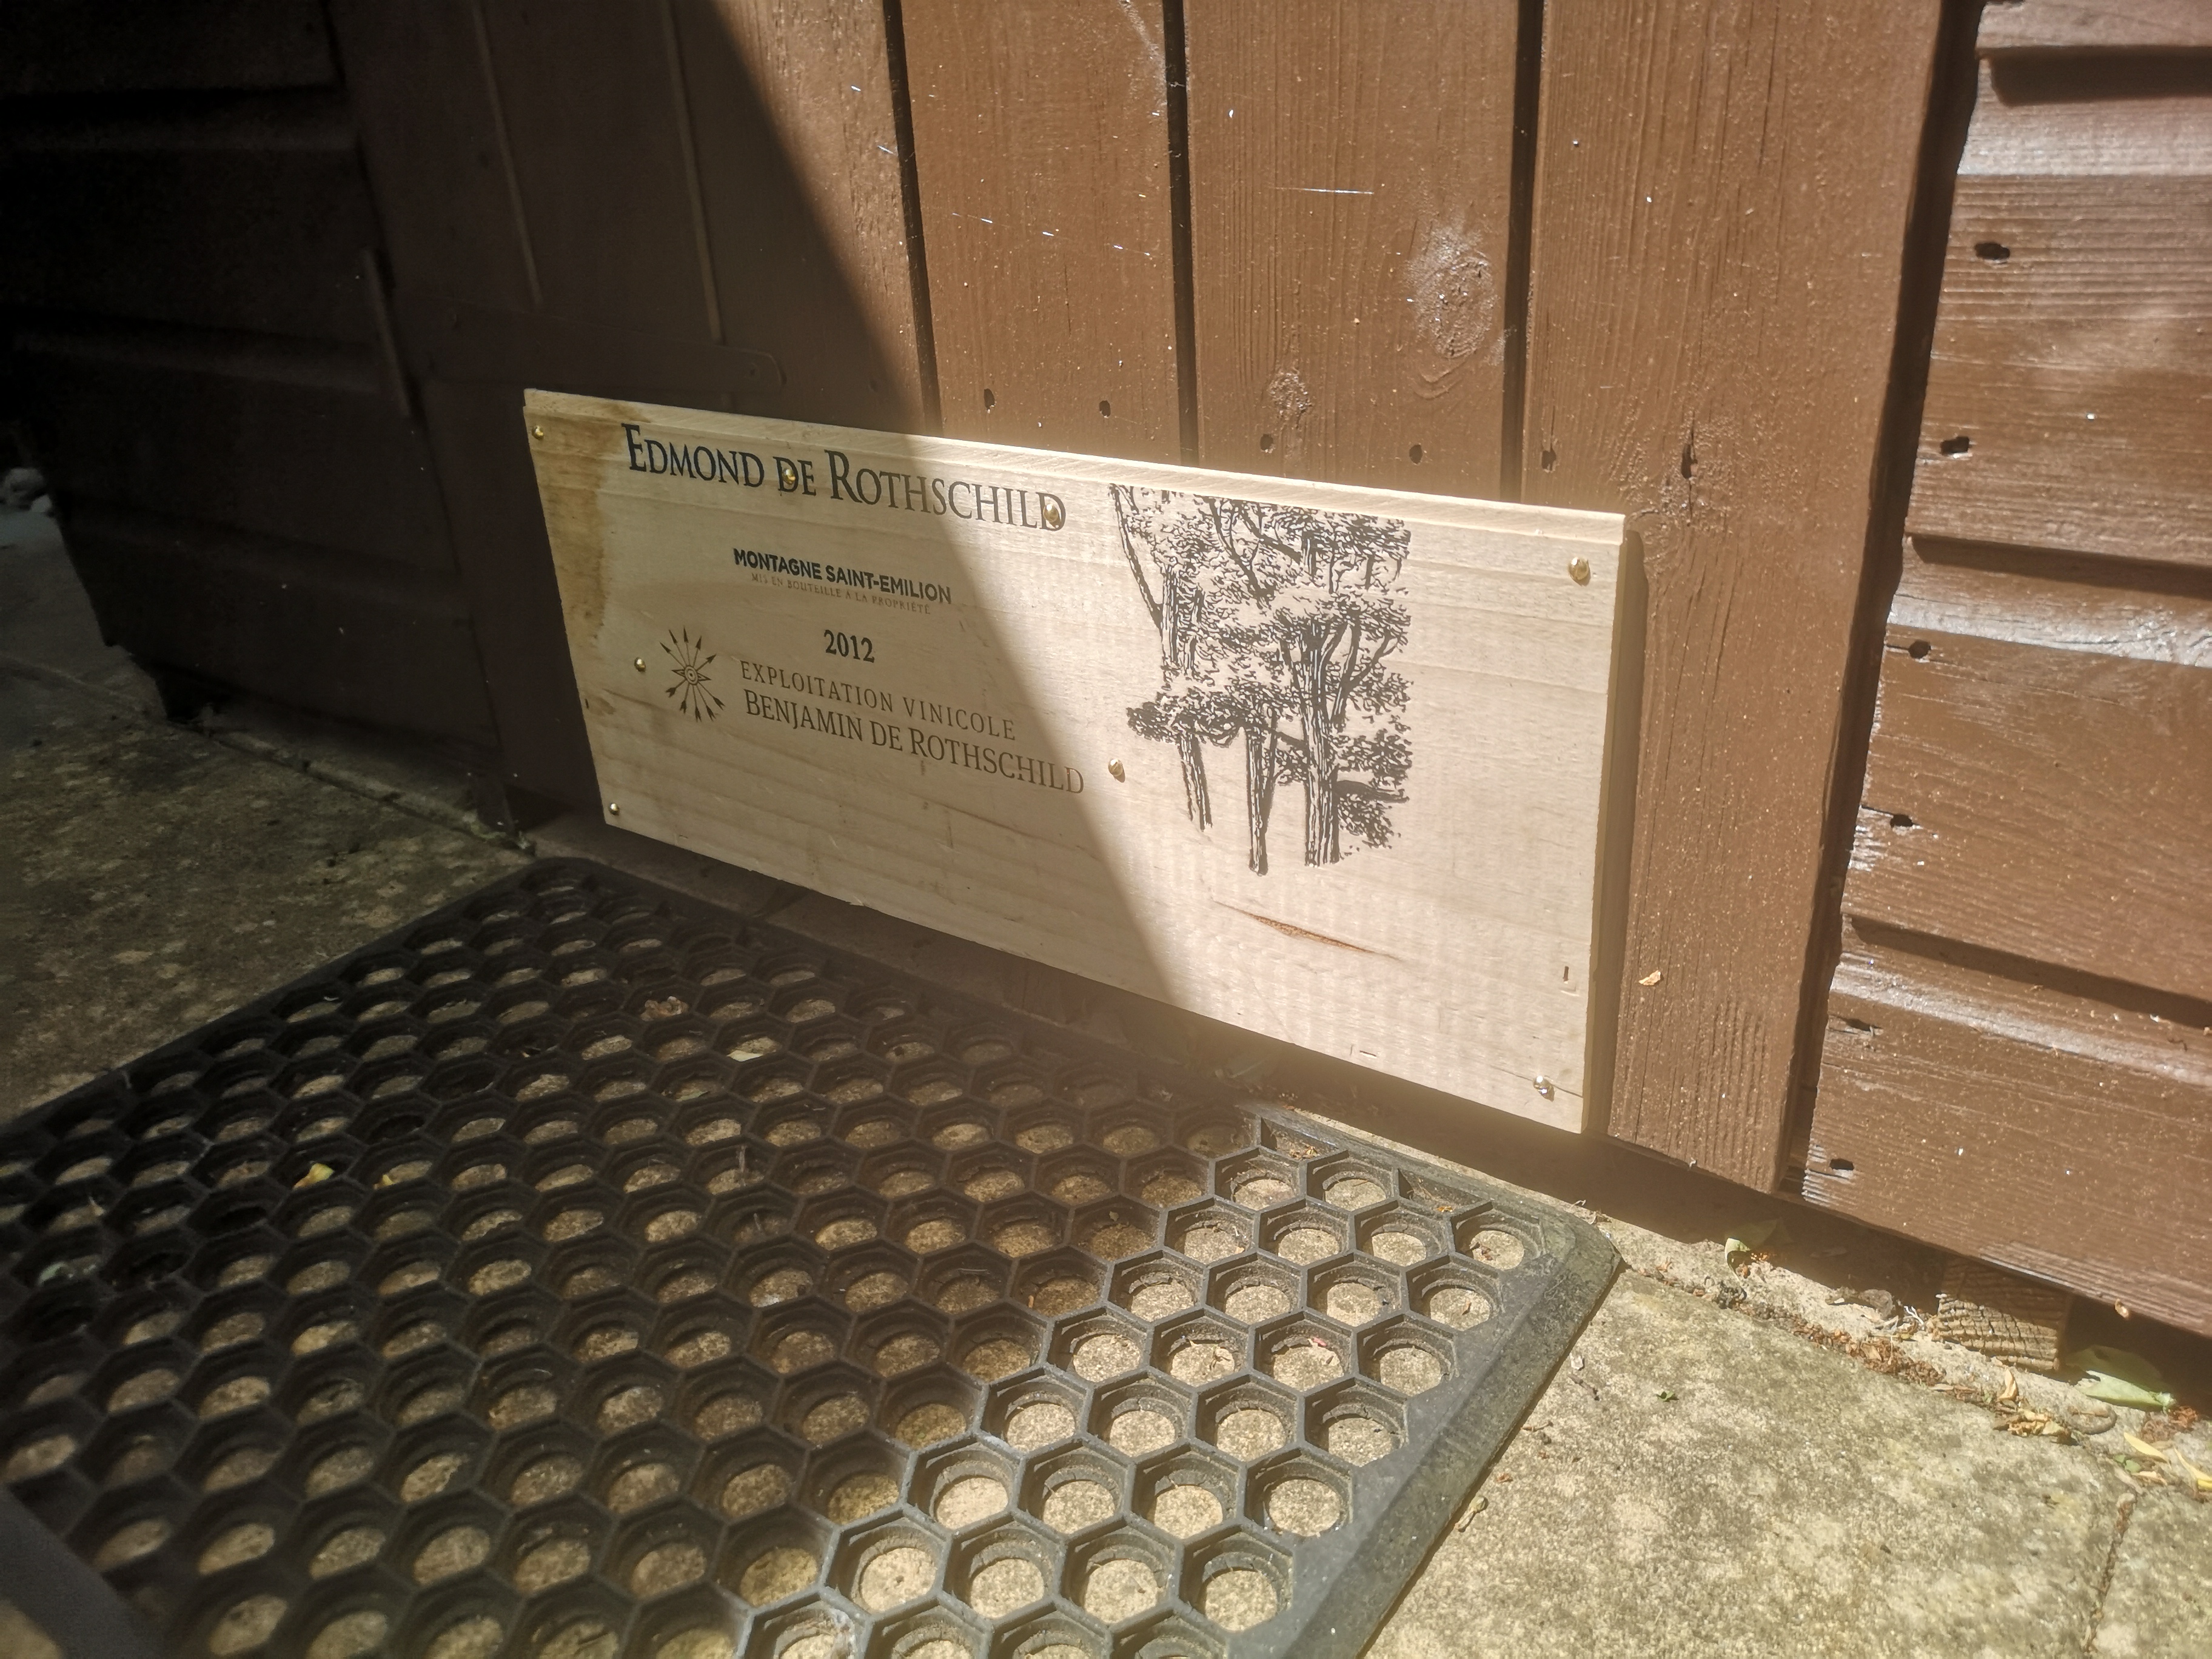 EDMOND DE ROTHSCHILD
MONTAGNE SAINT-EMILION
MIS EN BOUTEILLE A LA PROPRIÉTÉ
2012
EXPLOITATION VINICOLE
BENJAMIN DE ROTHSCHILD